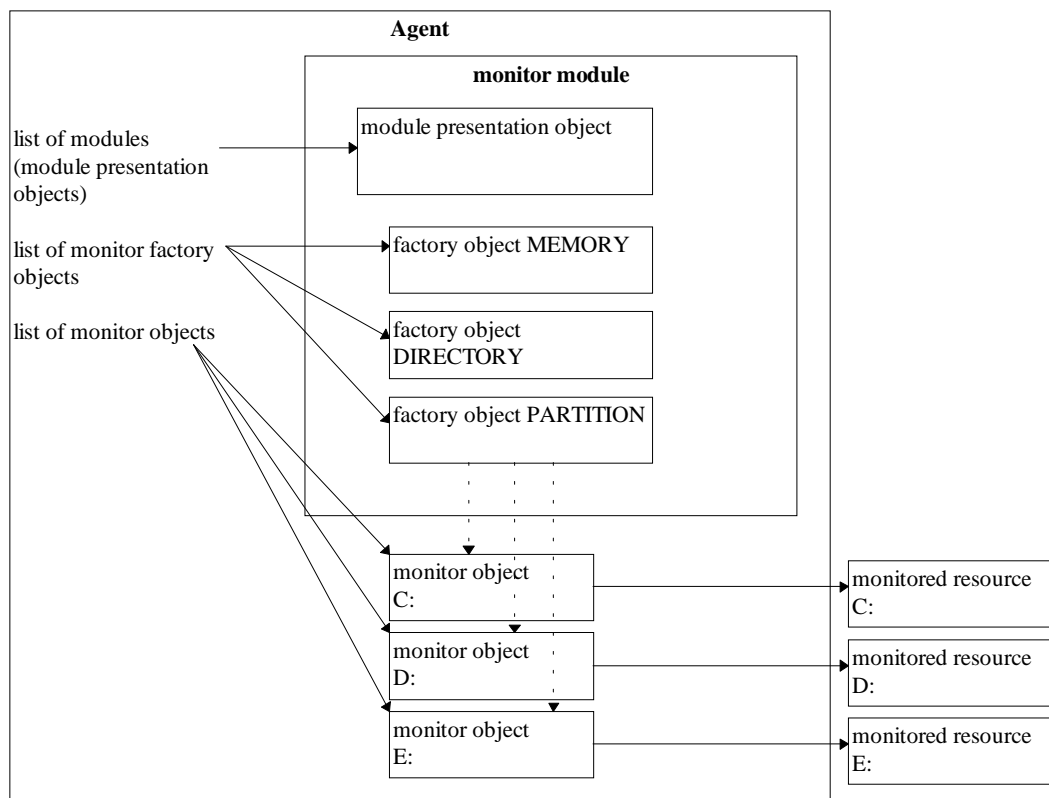 Agent
monitor module
module presentation object
list of modules
(module presentation
objects)
list of monitor factory
objects
factory object MEMORY
list of monitor objects
factory object
DIRECTORY
factory object PARTITION
monitor object
C:
monitored resource
C:
monitor object
D:
monitored resource
D:
monitor object
E:
monitored resource
E: